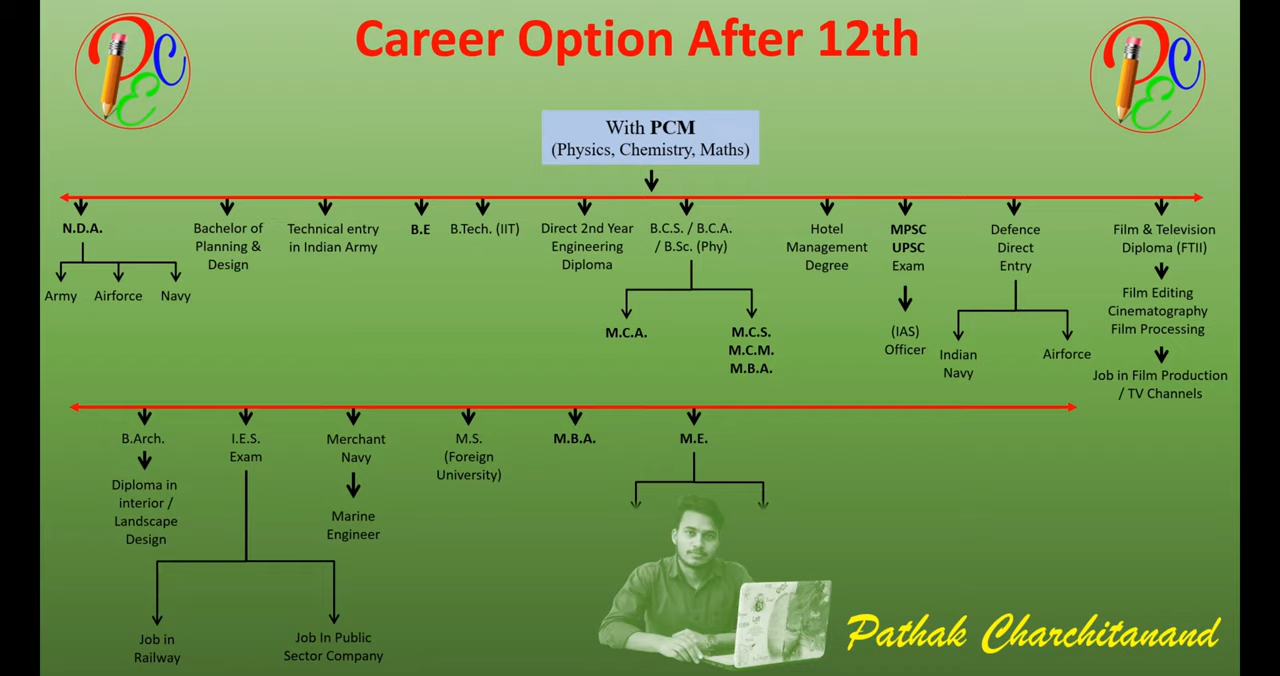 PEC
Career Option After 12th
PEC
With PCM
(Physics, Chemistry, Maths)
N.D.A.
Army
Airforce
Navy
Bachelor of
Planning &
Design
Technical entry
in Indian Army
B.E
B.Tech. (IIT)
Direct 2nd Year
Engineering
Diploma
B.C.S. / B.C.A.
/ B.Sc. (Phy)
M.C.A.
M.C.S.
M.C.M.
M.B.A.
Hotel
Management
Degree
MPSC
UPSC
Exam
(IAS)
Officer
Defence
Direct
Entry
Indian
Navy
Airforce
Film & Television
Diploma (FTII)
Film Editing
Cinematography
Film Processing
Job in Film Production
/ TV Channels
B.Arch.
Diploma in
interior /
Landscape
Design
I.E.S.
Exam
Job in
Railway
Job In Public
Sector Company
Merchant
Navy
Marine
Engineer
M.S.
(Foreign
University)
M.B.A.
M.E.
Pathak Charchitanand